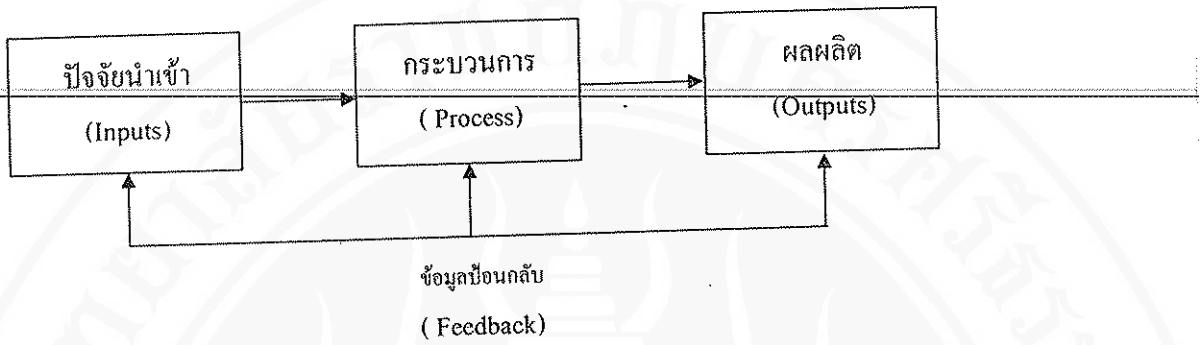 ปัจจัยนำเข้า
(Inputs)
กระบวนการ
( Process)
ผลผลิต
(Outputs)
ข้อมูลป้อนกลับ
( Feedback)